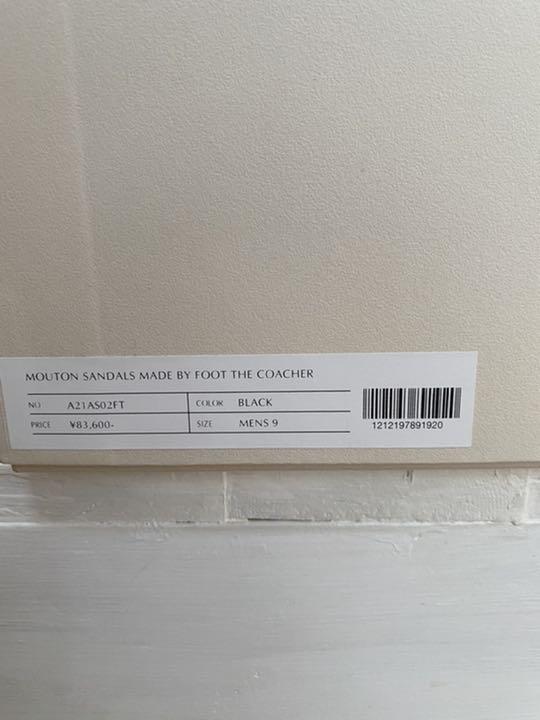 MOUTON SANDALS MADE BY FOOT THE COACHER
NO A21AS02FT COLOR BLACK
PRICE ¥83,600- SIZE MENS 9
1212197891920